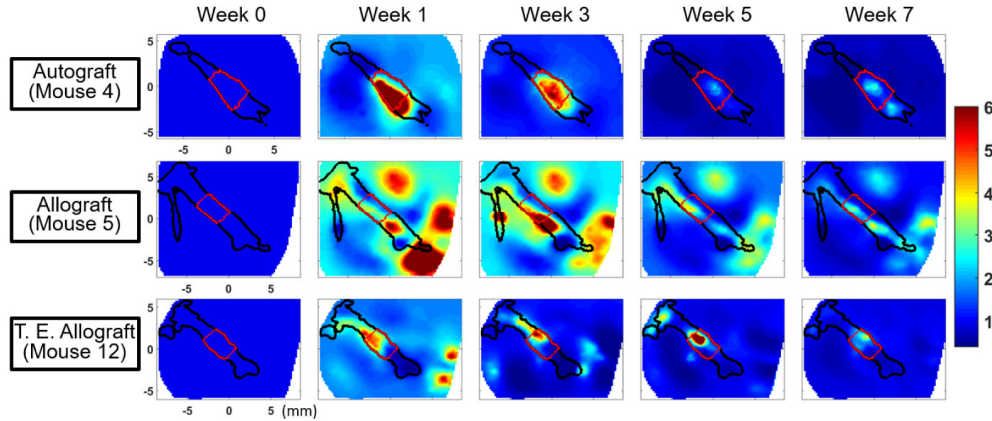 Week 0 Week 1 Week 3 Week 5 Week 7
Autograft
(Mouse 4)
5
0
-5
-5 0 5
Allograft
(Mouse 5)
5
0
-5
-5 0 5
T. E. Allograft
(Mouse 12)
5
0
-5
-5 0 5 (mm)
6
5
4
3
2
1